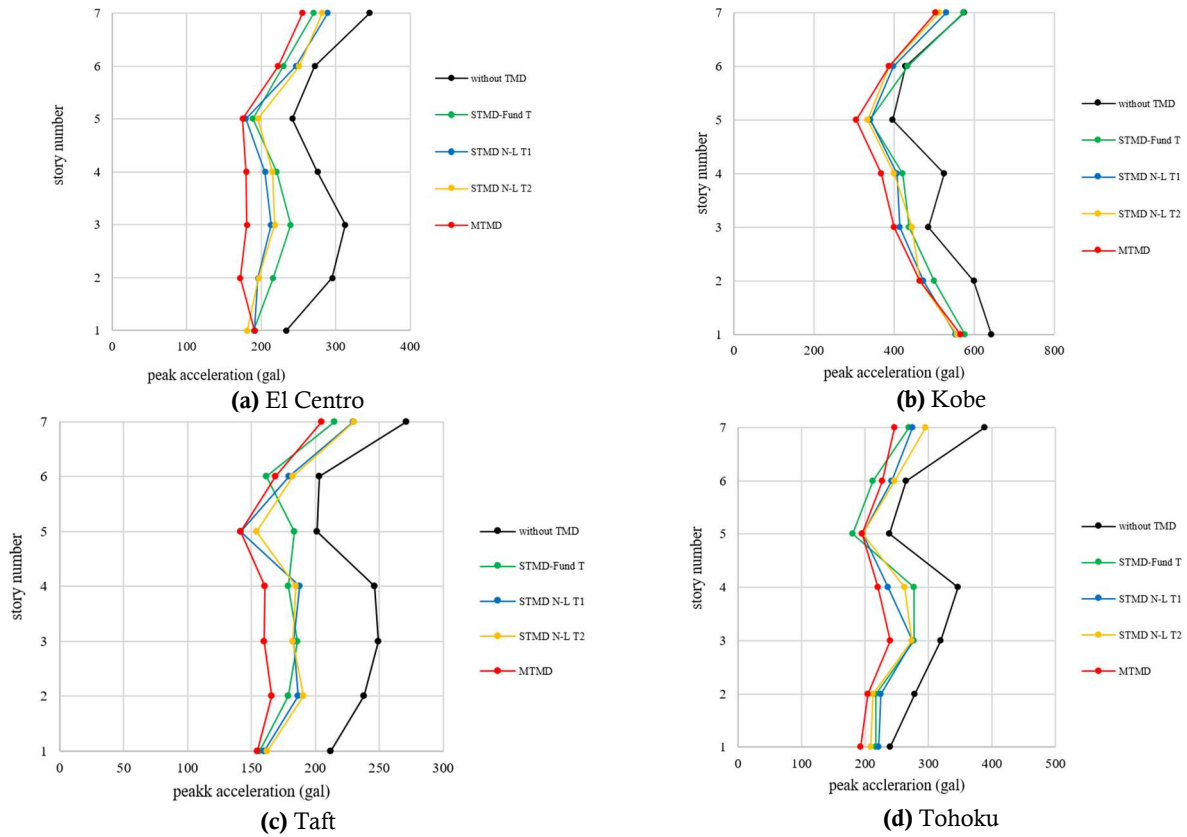 7
6
5
4
3
2
1
story number
0 100 200 300 400
peak acceleration (gal)
without TMD
STMD-Fund T
STMD N-L T1
STMD N-L T2
MTMD
(a) El Centro
7
6
5
4
3
2
1
story number
0 200 400 600 800
peak acceleration (gal)
without TMD
STMD-Fund T
STMD N-L T1
STMD N-L T2
MTMD
(b) Kobe
7
6
5
4
3
2
1
story number
0 50 100 150 200 250 300
peakk acceleration (gal)
without TMD
STMD-Fund T
STMD N-L T1
STMD N-L T2
MTMD
(c) Taft
7
6
5
4
3
2
1
story number
0 100 200 300 400 500
peak acclerarion (gal)
without TMD
STMD-Fund T
STMD N-L T1
STMD N-L T2
MTMD
(d) Tohoku